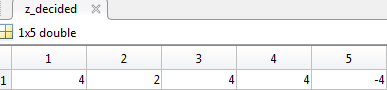 z_decided
1x5 double
1 2 3 4 5
1 4 2 4 4 -4